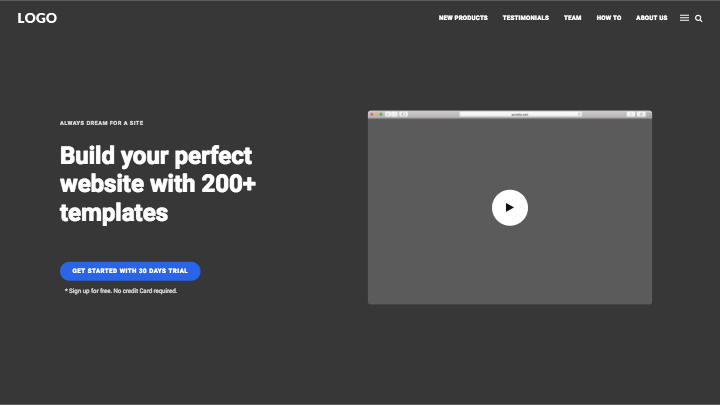 LOGO
NEW PRODUCTS TESTIMONIALS TEAM HOW TO ABOUT US
ALWAYS DREAM FOR A SITE
Build your perfect
website with 200+
templates
GET STARTED WITH 30 DAYS TRIAL
* Sign up for free. No credit Card required.